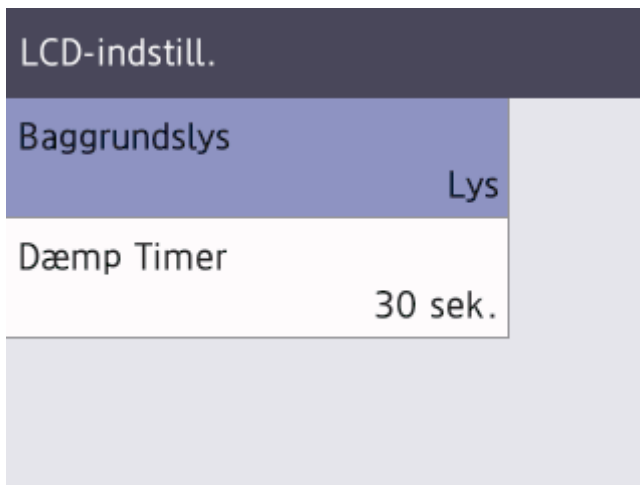 LCD-indstill.
Baggrundslys
Lys
Dæmp Timer
30 sek.